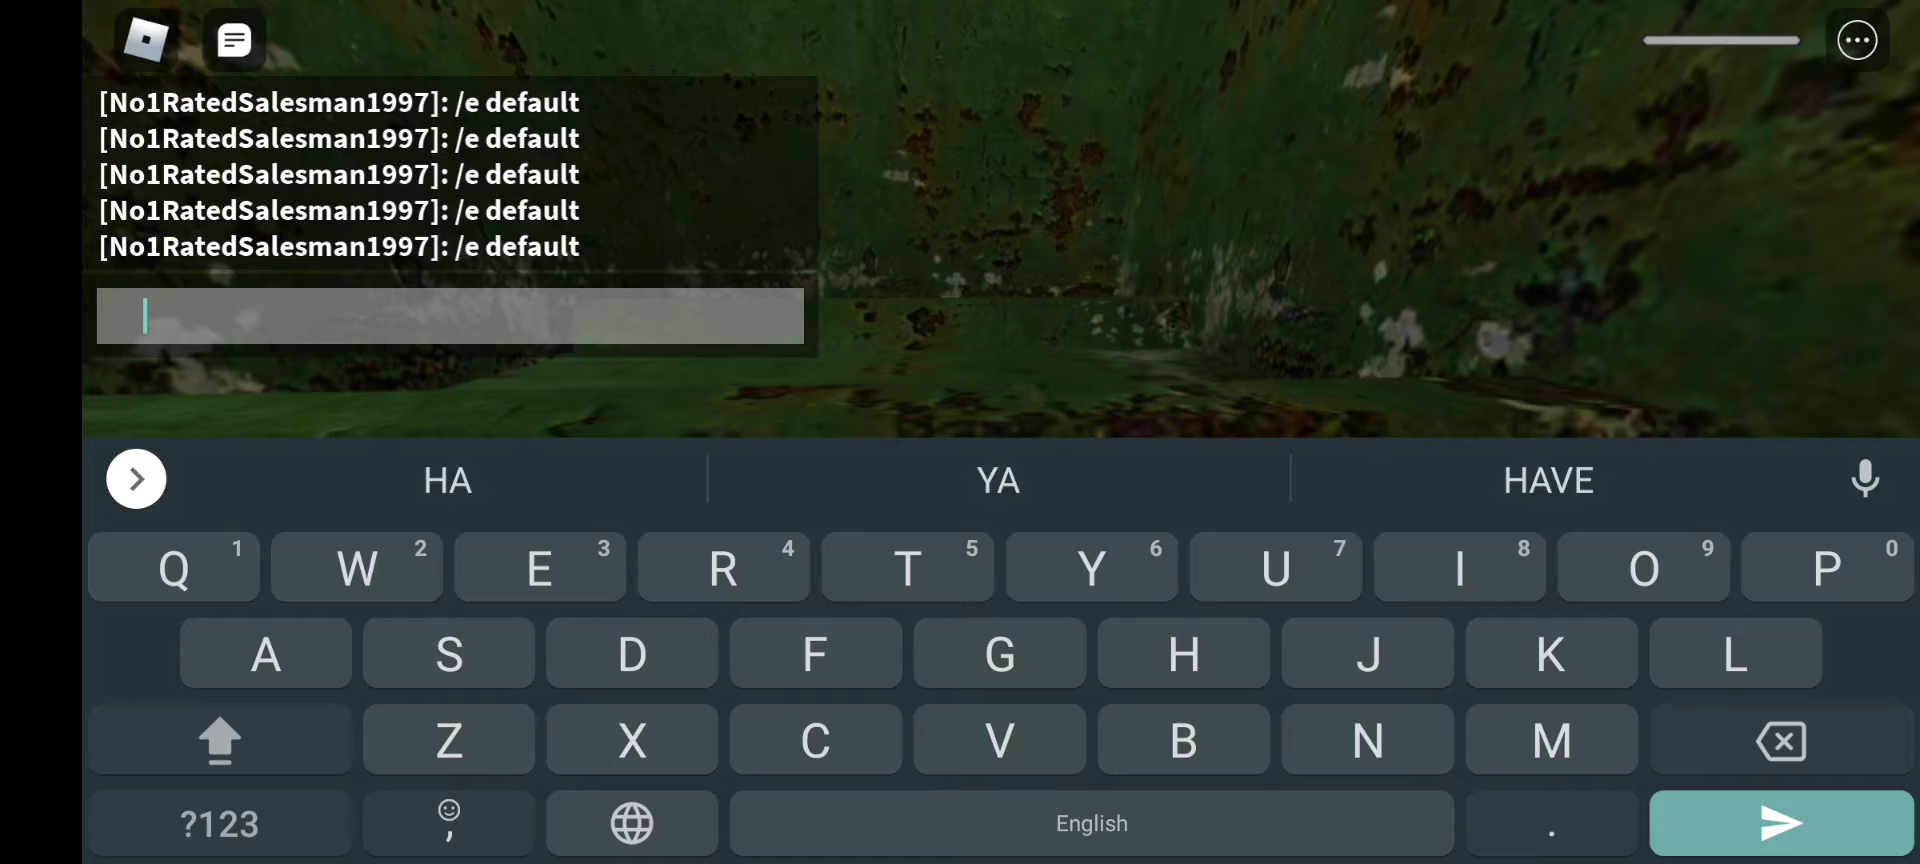 [No1RatedSalesman1997]: /e default
[No1RatedSalesman1997]: /e default
[No1RatedSalesman1997]: /e default
[No1RatedSalesman1997]: /e default
[No1RatedSalesman1997]: /e default
HA YA HAVE
Q 1 W 2 E 3 R 4 T 5 Y 6 U 7 I 8 O 9 P 0
A S D F G H J K L
Z X C V B N M
?123 , English .